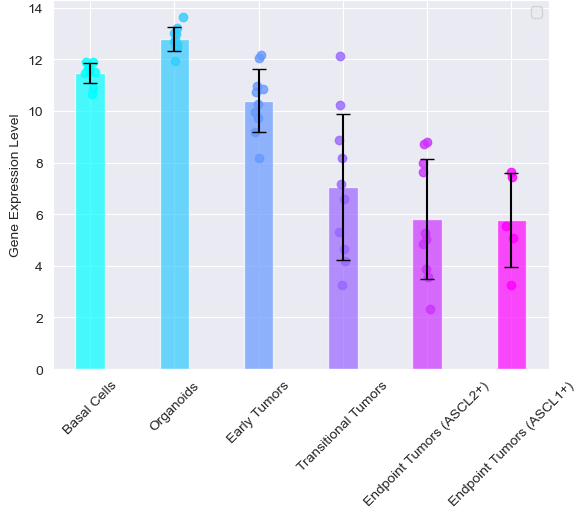 Gene Expression Level
14
12
10
8
6
4
2
0
Basal Cells
Organoids
Early Tumors
Transitional Tumors
Endpoint Tumors (ASCL2+)
Endpoint Tumors (ASCL1+)